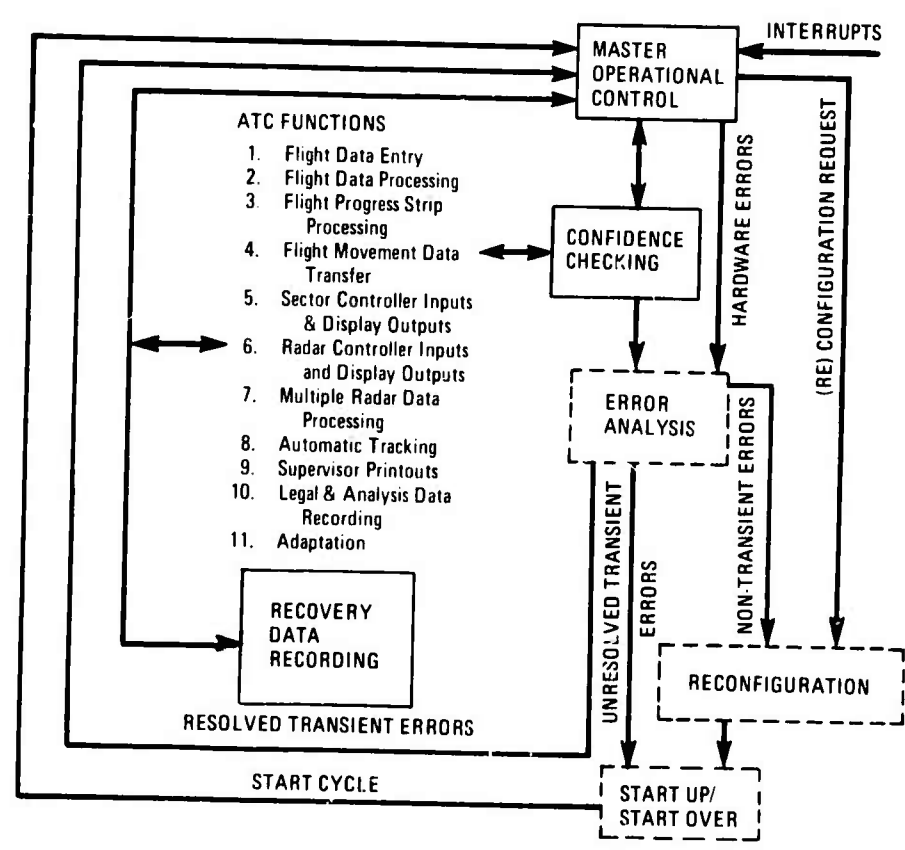 INTERRUPTS
MASTER
OPERATIONAL
CONTROL
ATC FUNCTIONS
1. Flight Data Entry
2. Flight Data Processing
3. Flight Progress Strip
Processing
4. Flight Movement Data
Transfer
5. Sector Controller Inputs
& Display Outputs
6. Radar Controller Inputs
and Display Outputs
7. Multiple Radar Data
Processing
8. Automatic Tracking
9. Supervisor Printouts
10. Legal & Analysis Data
Recording
11. Adaptation
CONFIDENCE
CHECKING
HARDWARE ERRORS
(RE) CONFIGURATION REQUEST
ERROR
ANALYSIS
UNRESOLVED TRANSIENT
ERRORS
NON-TRANSIENT ERRORS
RECOVERY
DATA
RECORDING
RECONFIGURATION
RESOLVED TRANSIENT ERRORS
START CYCLE
START UP/
START OVER